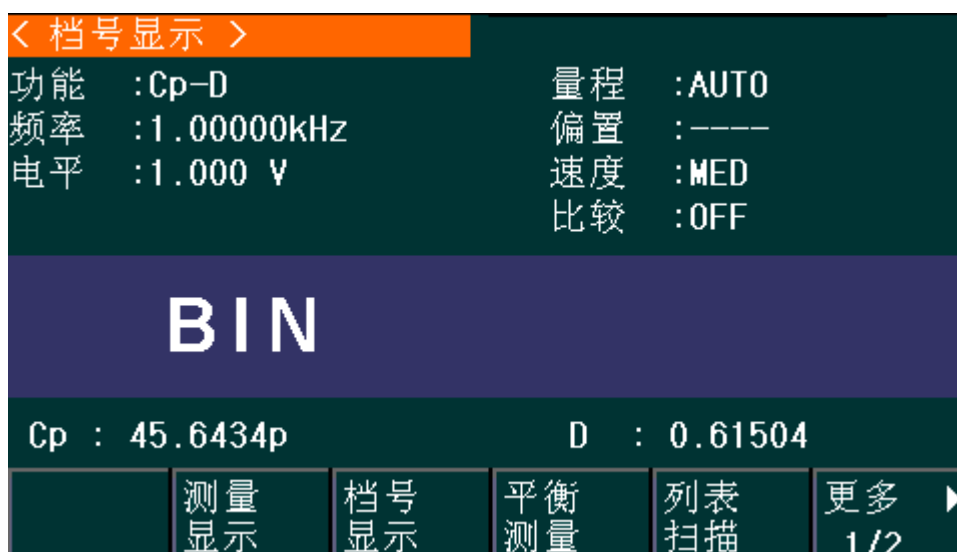 < 档号显示 >
功能 :Cp-D 量程 :AUTO
频率 :1.00000kHz 偏置 :----
电平 :1.000 V 速度 :MED
比较 :OFF
BIN
Cp : 45.6434p D : 0.61504
测量 档号 平衡 列表 更多
显示 显示 测量 扫描 1/2